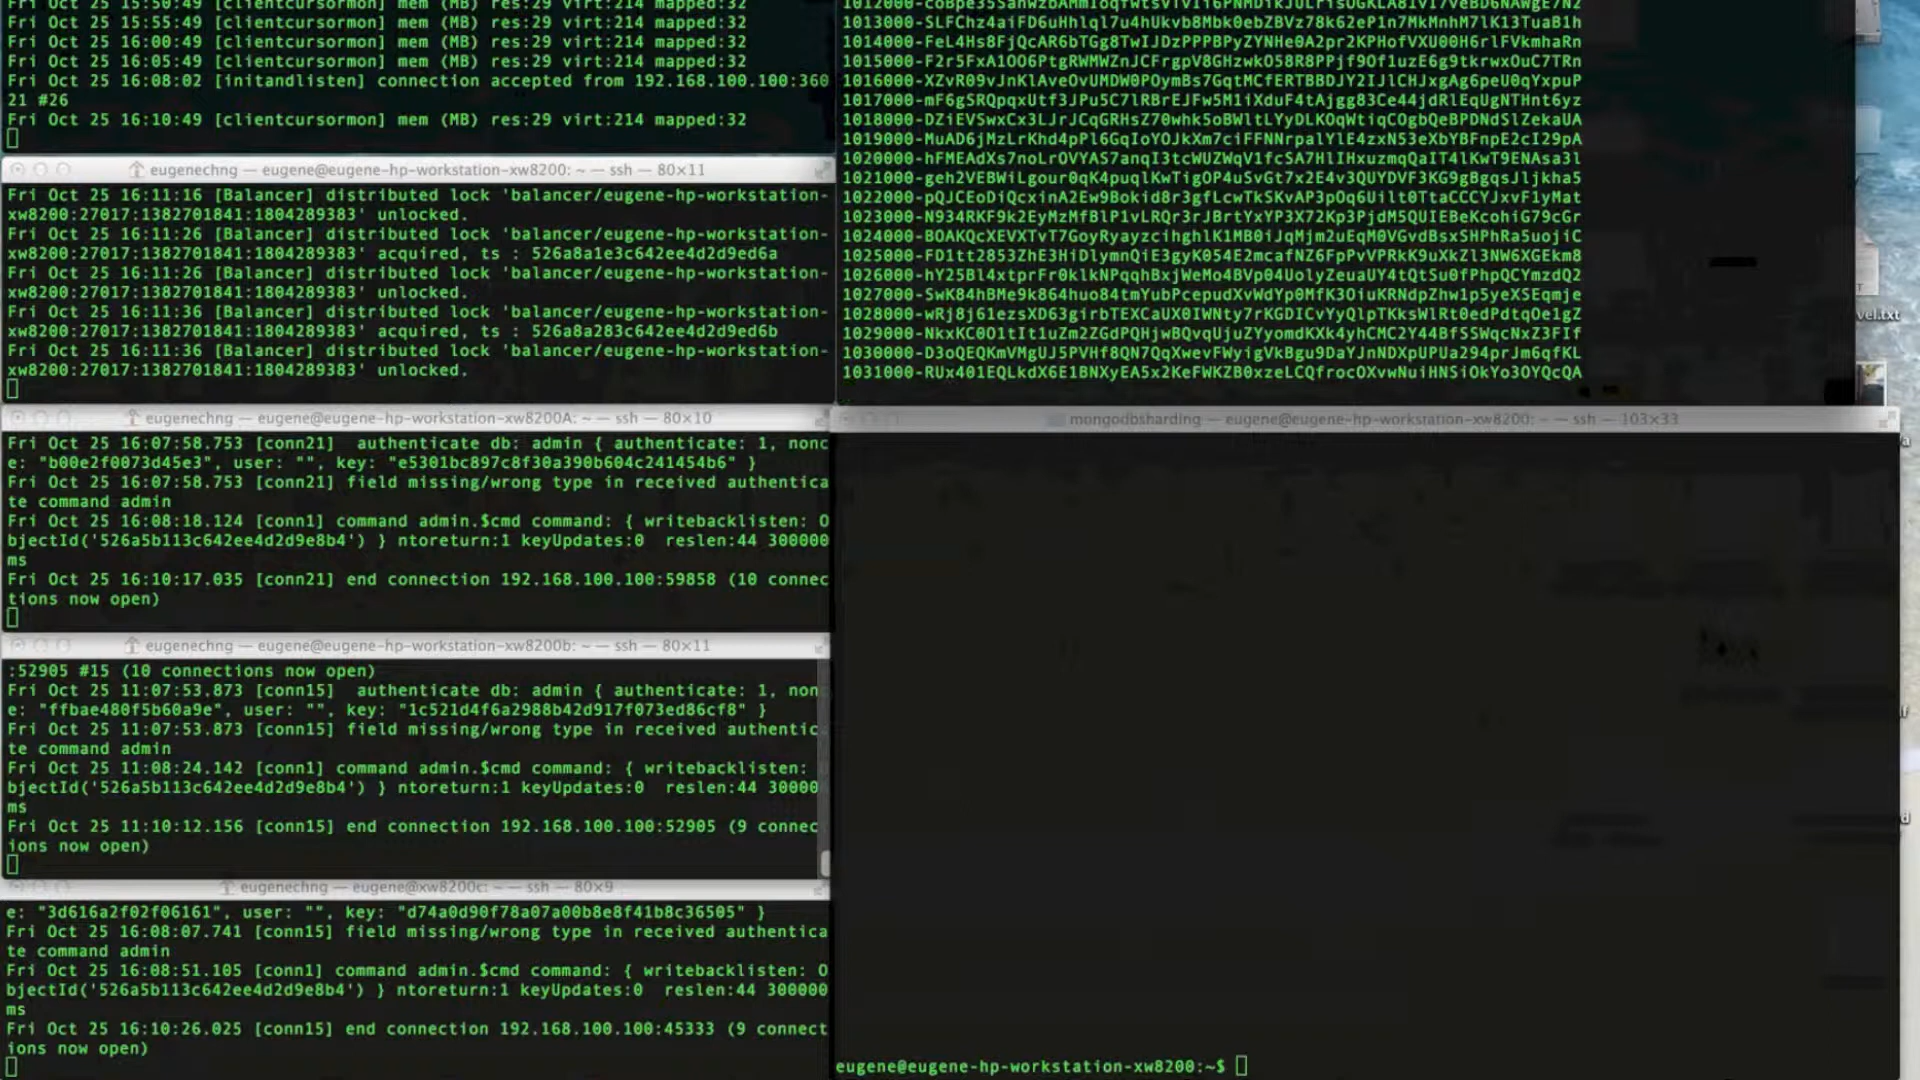 Fri Oct 25 15:50:49 [clientcursormon] mem (MB) res:29 virt:214 mapped:32
Fri Oct 25 15:55:49 [clientcursormon] mem (MB) res:29 virt:214 mapped:32
Fri Oct 25 16:00:49 [clientcursormon] mem (MB) res:29 virt:214 mapped:32
Fri Oct 25 16:05:49 [clientcursormon] mem (MB) res:29 virt:214 mapped:32
Fri Oct 25 16:08:02 [initandlisten] connection accepted from 192.168.100.100:360
21 #26
Fri Oct 25 16:10:49 [clientcursormon] mem (MB) res:29 virt:214 mapped:32
eugenechng — eugene@eugene-hp-workstation-xw8200: ~ — ssh — 80×11
Fri Oct 25 16:11:16 [Balancer] distributed lock 'balancer/eugene-hp-workstation-
xw8200:27017:1382701841:1804289383' unlocked.
Fri Oct 25 16:11:26 [Balancer] distributed lock 'balancer/eugene-hp-workstation-
xw8200:27017:1382701841:1804289383' acquired, ts : 526a8a1e3c642ee4d2d9ed6a
Fri Oct 25 16:11:26 [Balancer] distributed lock 'balancer/eugene-hp-workstation-
xw8200:27017:1382701841:1804289383' unlocked.
Fri Oct 25 16:11:36 [Balancer] distributed lock 'balancer/eugene-hp-workstation-
xw8200:27017:1382701841:1804289383' acquired, ts : 526a8a283c642ee4d2d9ed6b
Fri Oct 25 16:11:36 [Balancer] distributed lock 'balancer/eugene-hp-workstation-
xw8200:27017:1382701841:1804289383' unlocked.
eugenechng — eugene@eugene-hp-workstation-xw8200A: ~ — ssh — 80×10
Fri Oct 25 16:07:58.753 [conn21]  authenticate db: admin { authenticate: 1, nonc
e: "b00e2f0073d45e3", user: "", key: "e5301bc897c8f30a390b604c241454b6" }
Fri Oct 25 16:07:58.753 [conn21] field missing/wrong type in received authentica
te command admin
Fri Oct 25 16:08:18.124 [conn1] command admin.$cmd command: { writebacklisten: O
bjectId('526a5b113c642ee4d2d9e8b4') } ntoreturn:1 keyUpdates:0  reslen:44 300000
ms
Fri Oct 25 16:10:17.035 [conn21] end connection 192.168.100.100:59858 (10 connec
tions now open)
eugenechng — eugene@eugene-hp-workstation-xw8200b: ~ — ssh — 80×11
:52905 #15 (10 connections now open)
Fri Oct 25 11:07:53.873 [conn15]  authenticate db: admin { authenticate: 1, non
e: "ffbae480f5b60a9e", user: "", key: "1c521d4f6a2988b42d917f073ed86cf8" }
Fri Oct 25 11:07:53.873 [conn15] field missing/wrong type in received authentic
te command admin
Fri Oct 25 11:08:24.142 [conn1] command admin.$cmd command: { writebacklisten:
bjectId('526a5b113c642ee4d2d9e8b4') } ntoreturn:1 keyUpdates:0  reslen:44 30000
ms
Fri Oct 25 11:10:12.156 [conn15] end connection 192.168.100.100:52905 (9 connec
ions now open)
eugenechng — eugene@xw8200c: ~ — ssh — 80×9
e: "3d616a2f02f06161", user: "", key: "d74a0d90f78a07a00b8e8f41b8c36505" }
Fri Oct 25 16:08:07.741 [conn15] field missing/wrong type in received authentica
te command admin
Fri Oct 25 16:08:51.105 [conn1] command admin.$cmd command: { writebacklisten: O
bjectId('526a5b113c642ee4d2d9e8b4') } ntoreturn:1 keyUpdates:0  reslen:44 300000
ms
Fri Oct 25 16:10:26.025 [conn15] end connection 192.168.100.100:45333 (9 connect
ions now open)
1013000-SLFChz4aiFD6uHhlql7u4hUkvb8Mbk0ebZBVz78k62eP1n7MkMnhM7lK13TuaB1h
1014000-FeL4Hs8FjQcAR6bTGg8TwIJDzPPPBPyZYNHe0A2pr2KPHofVXU00H6rlFVkmhaRn
1015000-F2r5FxA1OO6PtgRWMWZnJCFrgpV8GHzwkO58R8PPjf9Of1uzE6g9tkrwxOuC7TRn
1016000-XZvR09vJnKlAveOvUMDW0POymBs7GqtMCfERTBBDJY2IJlCHJxgAg6peU0qYxpuP
1017000-mF6gSRQpqxUtf3JPu5C7lRBrEJFw5M1iXduF4tAjgg83Ce44jdRlEqUgNTHnt6yz
1018000-DZiEVSwxCx3LJrJCqGRHsZ70whk5oBWltLYyDLKOqWtiqCOgbQeBPDNdSlZekaUA
1019000-MuAD6jMzLrKhd4pPl6GqIoYOJkXm7ciFFNNrpalYlE4zxN53eXbYBFnpE2cI29pA
1020000-hFMEAdXs7noLrOVYAS7anqI3tcWUZWqV1fcSA7HlIHxuzmqQaIT4lKwT9ENAsa3l
1021000-geh2VEBWiLgour0qK4puqlKwTigOP4uSvGt7x2E4v3QUYDVF3KG9gBgqsJljkha5
1022000-pQJCEoDiQcxinA2Ew9Bokid8r3gfLcwTkSKvAP3pOq6Uilt0TtaCCCYJxvF1yMat
1023000-N934RKF9k2EyMzMfBlP1vLRQr3rJBrtYxYP3X72Kp3PjdM5QUIEBeKcohiG79cGr
1024000-BOAKQcXEVXTvT7GoyRyayzcihghlK1MB0iJqMjm2uEqM0VGvdBsxSHPhRa5uojiC
1025000-FD1tt2853ZhE3HiDlymnQiE3gyK054E2mcafNZ6FpPvVPRkK9uXkZl3NW6XGEkm8
1026000-hY25Bl4xtprFr0klkNPqqhBxjWeMo4BVp04UolyZeuaUY4tQtSu0fPhpQCYmzdQ2
1027000-SwK84hBMe9k864huo84tmYubPcepudXvWdYp0MfK3OiuKRNdpZhw1p5yeXSEqmje
1028000-wRj8j61ezsXD63girbTEXCaUX0IWNty7rKGDICvYyQlpTKksWlRt0edPdtqOe1gZ
1029000-NkxKC0O1tIt1uZm2ZGdPQHjwBQvqUjuZYyomdKXk4yhCMC2Y44BfSSWqcNxZ3FIf
1030000-D3oQEQKmVMgUJ5PVHf8QN7QqXwevFWyigVkBgu9DaYJnNDXpUPUa294prJm6qfKL
1031000-RUx401EQLkdX6E1BNXyEA5x2KeFWKZB0xzeLCQfrocOXvwNuiHNSiOkYo3OYQcQA
mongodbsharding — eugene@eugene-hp-workstation-xw8200: ~ — ssh — 103×33
eugene@eugene-hp-workstation-xw8200:~$
vel.txt